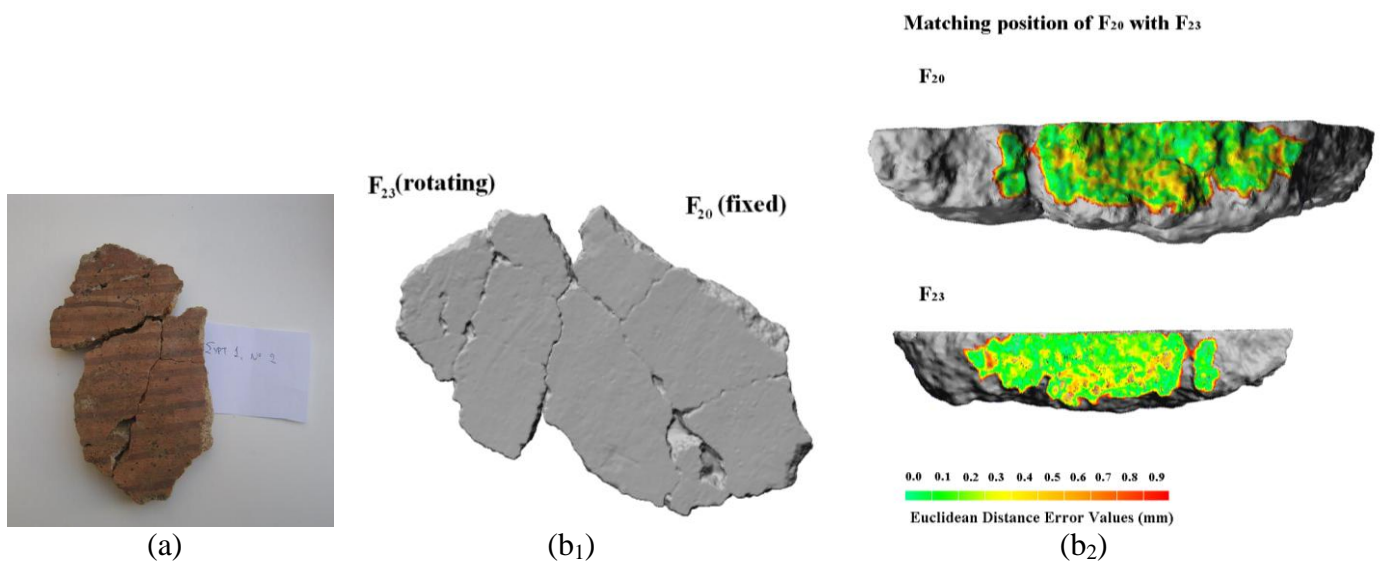 Matching position of F20 with F23
F20
F23(rotating)
F20 (fixed)
F23
0.0 0.1 0.2 0.3 0.4 0.5 0.6 0.7 0.8 0.9
Euclidean Distance Error Values (mm)
(a)
(b1)
(b2)